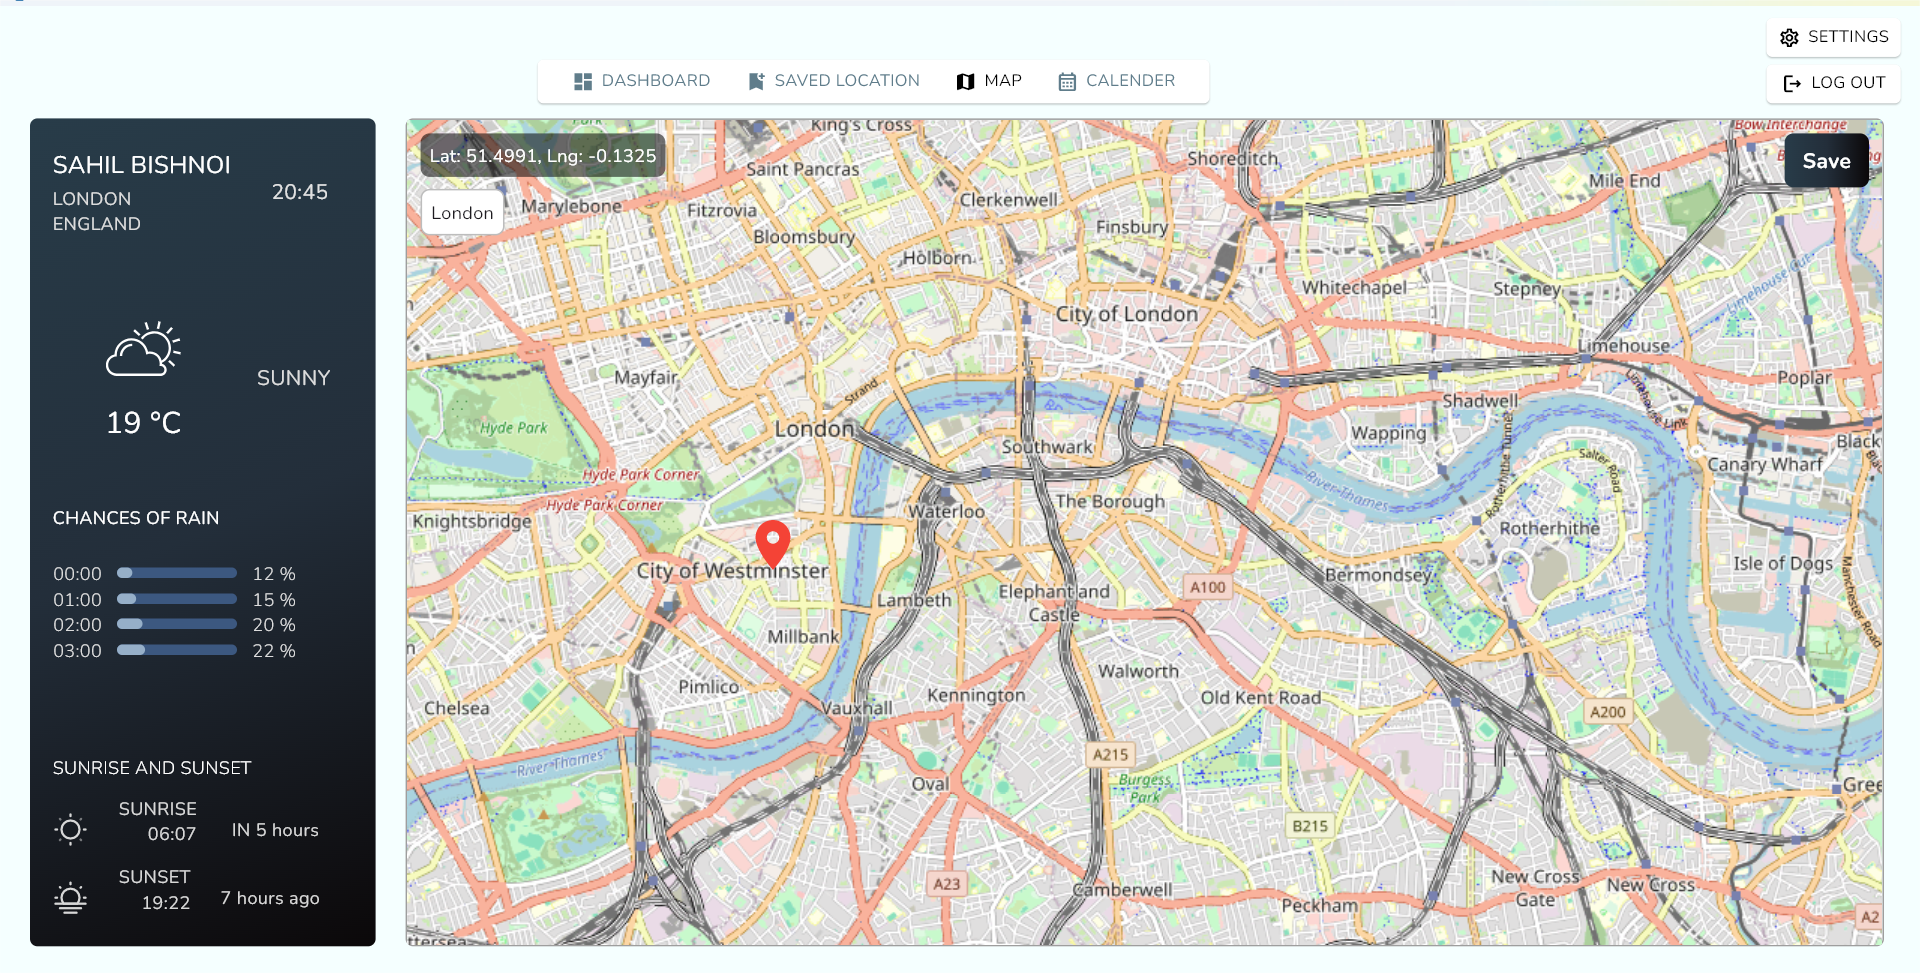 SETTINGS
LOG OUT
DASHBOARD
SAVED LOCATION
MAP
CALENDER
SAHIL BISHNOI
LONDON
ENGLAND
20:45
SUNNY
19 °C
CHANCES OF RAIN
00:00 12 %
01:00 15 %
02:00 20 %
03:00 22 %
SUNRISE AND SUNSET
SUNRISE
06:07
IN 5 hours
SUNSET
19:22
7 hours ago
Lat: 51.4991, Lng: -0.1325
London
Save
Park
King's Cross
Bow Interchange
Saint Pancras
Shoreditch
Mile End
Marylebone
Fitzrovia
Clerkenwell
Bloomsbury
Finsbury
Holborn
Whitechapel
Stepney
Limehouse Cut
City of London
Limehouse
Mayfair
Strand
Poplar
Shadwell
Limehouse Link
Hyde Park
London
Southwark
Wapping
Rotherhithe Tunnel
Black
Salter Road
Canary Wharf
Hyde Park Corner
Hyde Park Corner
River Thames
Knightsbridge
Waterloo
The Borough
Rotherhithe
City of Westminster
Isle of Dogs
Bermondsey
A100
Manchester Road
Lambeth
Elephant and
Castle
Millbank
Walworth
Pimlico
Kennington
Old Kent Road
Chelsea
Vauxhall
A200
River Thames
A215
Oval
Burgess
Park
Gree
B215
A23
Camberwell
New Cross
Gate
New Cross
Peckham
A2
ttersea